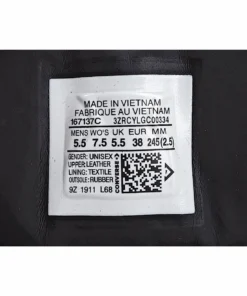 MADE IN VIETNAM
FABRIQUE AU VIETNAM
167137C 3ZRCYLGC00334
MENS WO'S UK EUR MM
5.5 7.5 5.5 38 245(2.5)
GENDER: UNISEX
UPPER: LEATHER
LINING: TEXTILE
OUTSOLE: RUBBER
9Z 1911 L68
CONVERSE